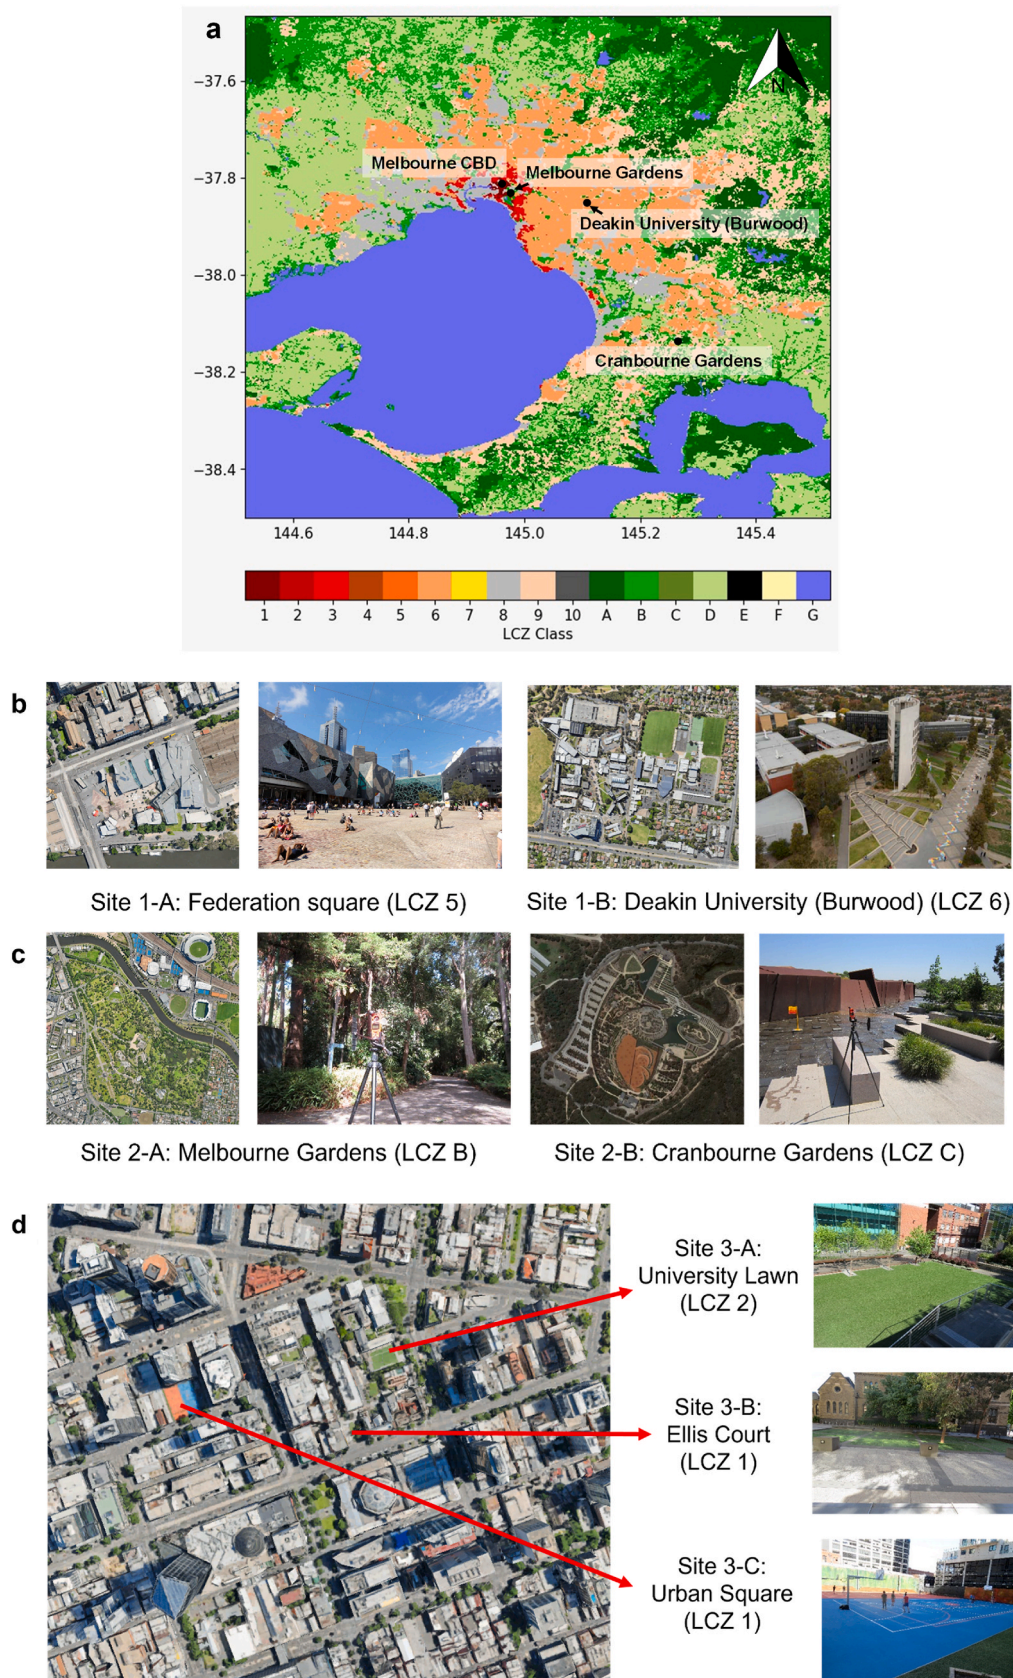 a
N
−37.6
−37.8
−38.0
−38.2
−38.4
Melbourne CBD
Melbourne Gardens
Deakin University (Burwood)
Cranbourne Gardens
144.6 144.8 145.0 145.2 145.4
1 2 3 4 5 6 7 8 9 10 A B C D E F G
LCZ Class
b
Site 1-A: Federation square (LCZ 5)
Site 1-B: Deakin University (Burwood) (LCZ 6)
c
Site 2-A: Melbourne Gardens (LCZ B)
Site 2-B: Cranbourne Gardens (LCZ C)
d
Site 3-A:
University Lawn
(LCZ 2)
Site 3-B:
Ellis Court
(LCZ 1)
Site 3-C:
Urban Square
(LCZ 1)